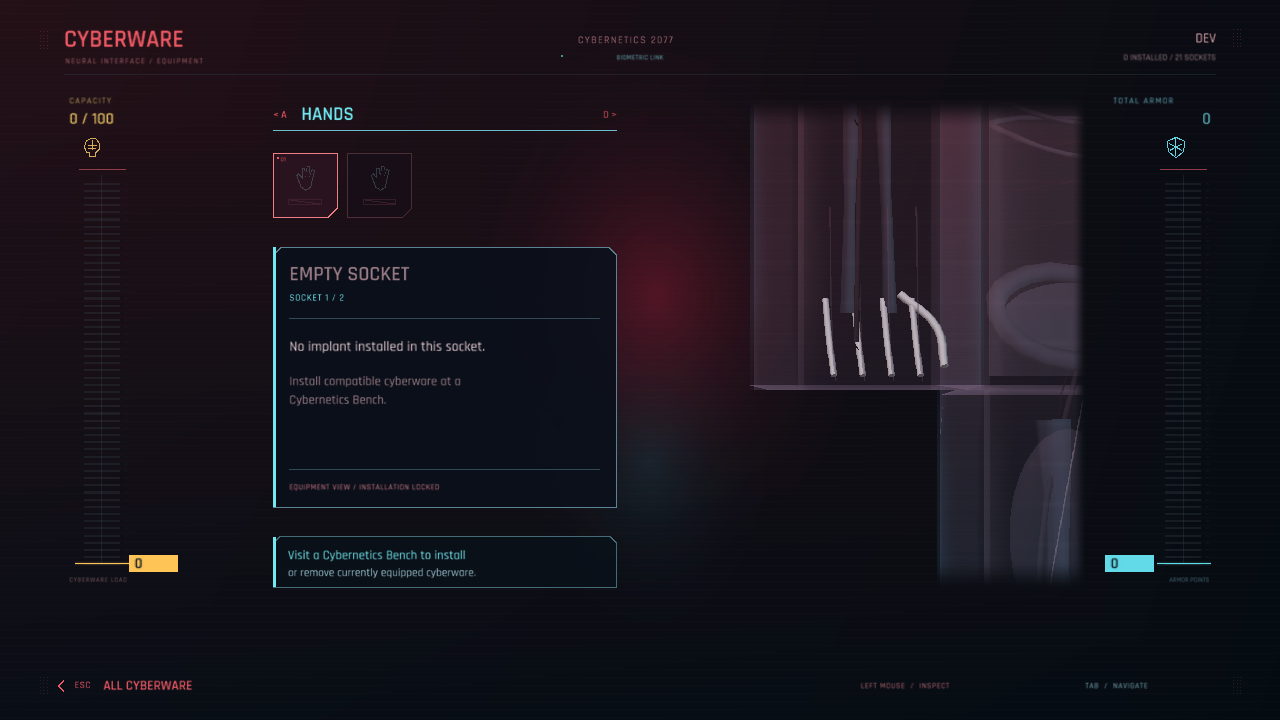 CYBERWARE
NEURAL INTERFACE / EQUIPMENT
CYBERNETICS 2077
BIOMETRIC LINK
DEV
0 INSTALLED / 21 SOCKETS
CAPACITY
0 / 100
< A HANDS D >
TOTAL ARMOR
0
01
EMPTY SOCKET
SOCKET 1 / 2
No implant installed in this socket.
Install compatible cyberware at a
Cybernetics Bench.
EQUIPMENT VIEW / INSTALLATION LOCKED
Visit a Cybernetics Bench to install
or remove currently equipped cyberware.
0
CYBERWARE LOAD
0
ARMOR POINTS
ESC ALL CYBERWARE
LEFT MOUSE / INSPECT
TAB / NAVIGATE